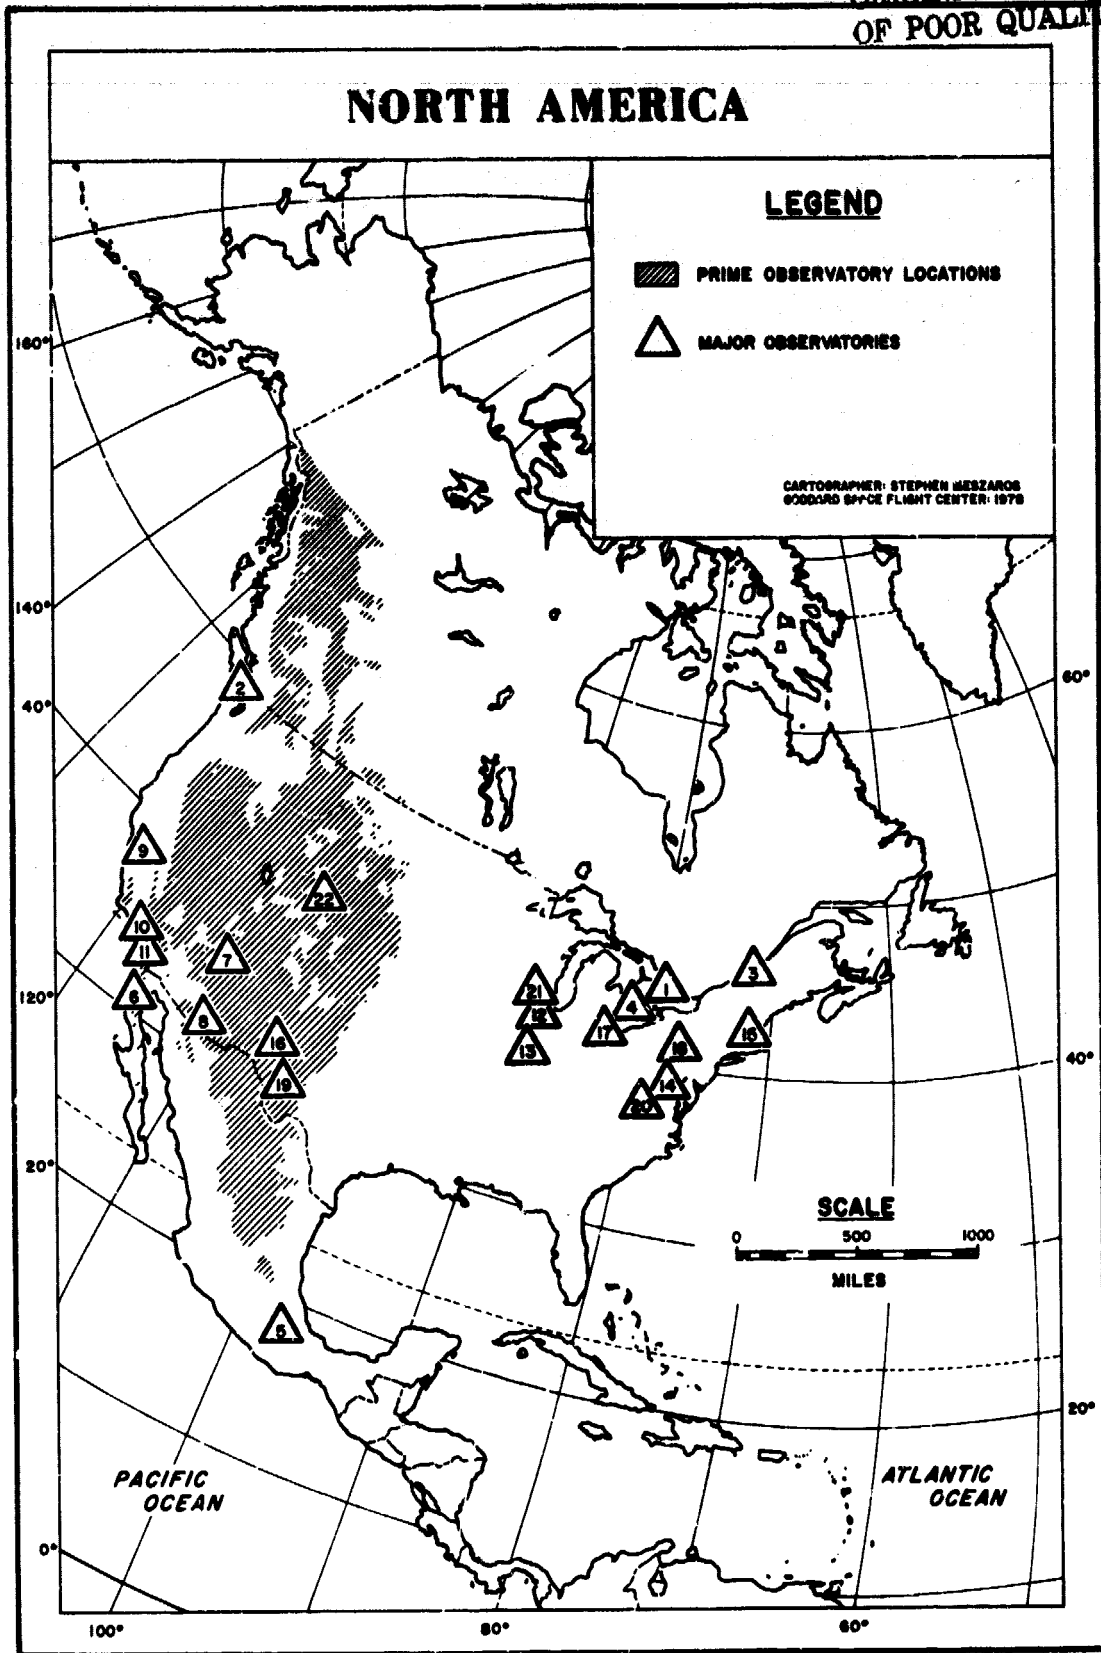 OF POOR QUALI
NORTH AMERICA
LEGEND
PRIME OBSERVATORY LOCATIONS
MAJOR OBSERVATORIES
CARTOGRAPHER: STEPHEN MESZAROS
GODDARD SPACE FLIGHT CENTER: 1978
160°
140°
60°
2
40°
9
22
10
11
7
3
21
1
6
120°
4
12
8
17
15
16
13
18
40°
19
14
20
20°
SCALE
0 500 1000
MILES
5
20°
PACIFIC
OCEAN
ATLANTIC
OCEAN
0°
100°
80°
60°